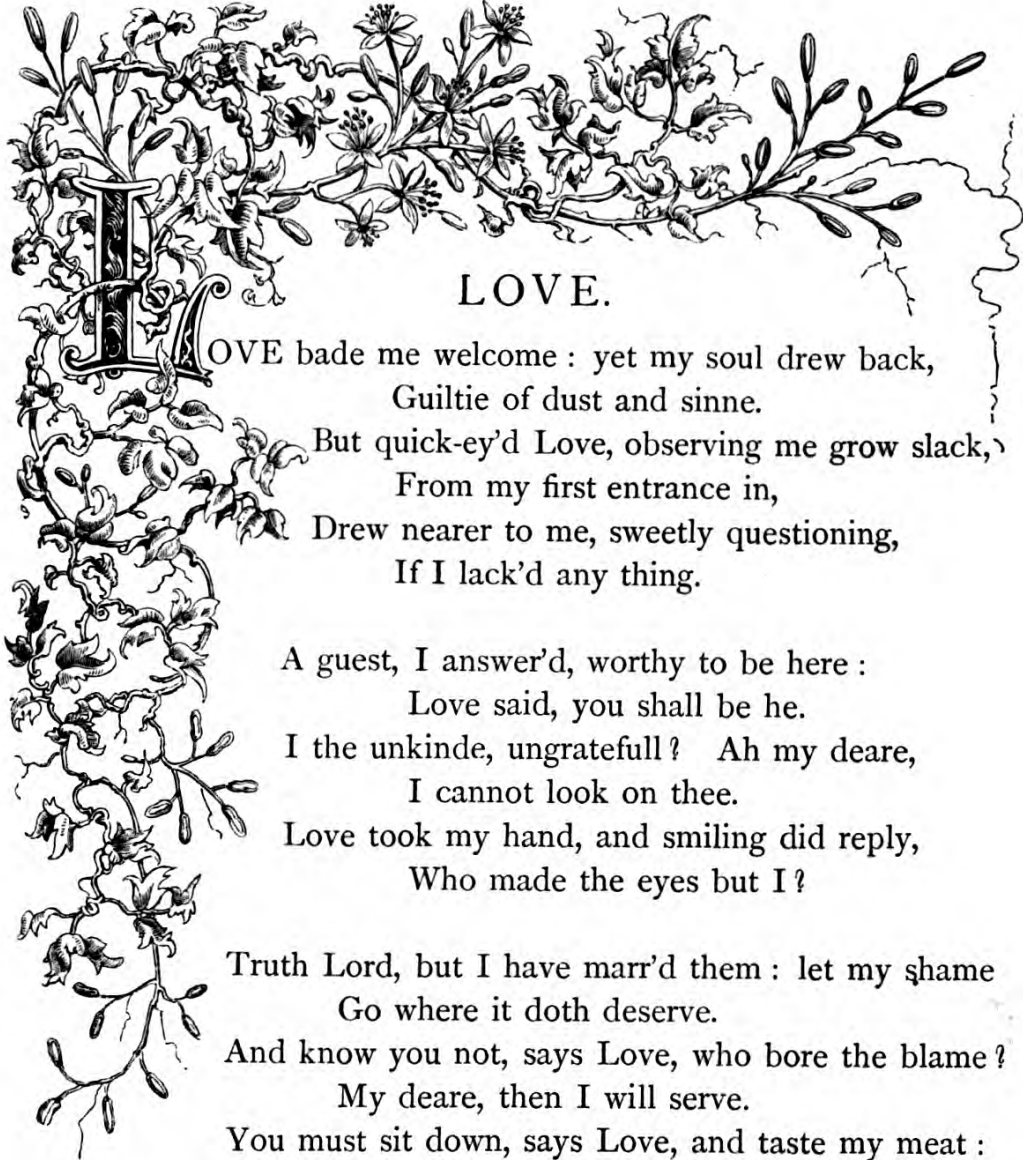 LOVE.
LOVE bade me welcome : yet my soul drew back,
Guiltie of dust and sinne.
But quick-ey'd Love, observing me grow slack,
From my first entrance in,
Drew nearer to me, sweetly questioning,
If I lack'd any thing.
A guest, I answer'd, worthy to be here :
Love said, you shall be he.
I the unkinde, ungratefull? Ah my deare,
I cannot look on thee.
Love took my hand, and smiling did reply,
Who made the eyes but I?
Truth Lord, but I have marr'd them : let my shame
Go where it doth deserve.
And know you not, says Love, who bore the blame?
My deare, then I will serve.
You must sit down, says Love, and taste my meat :